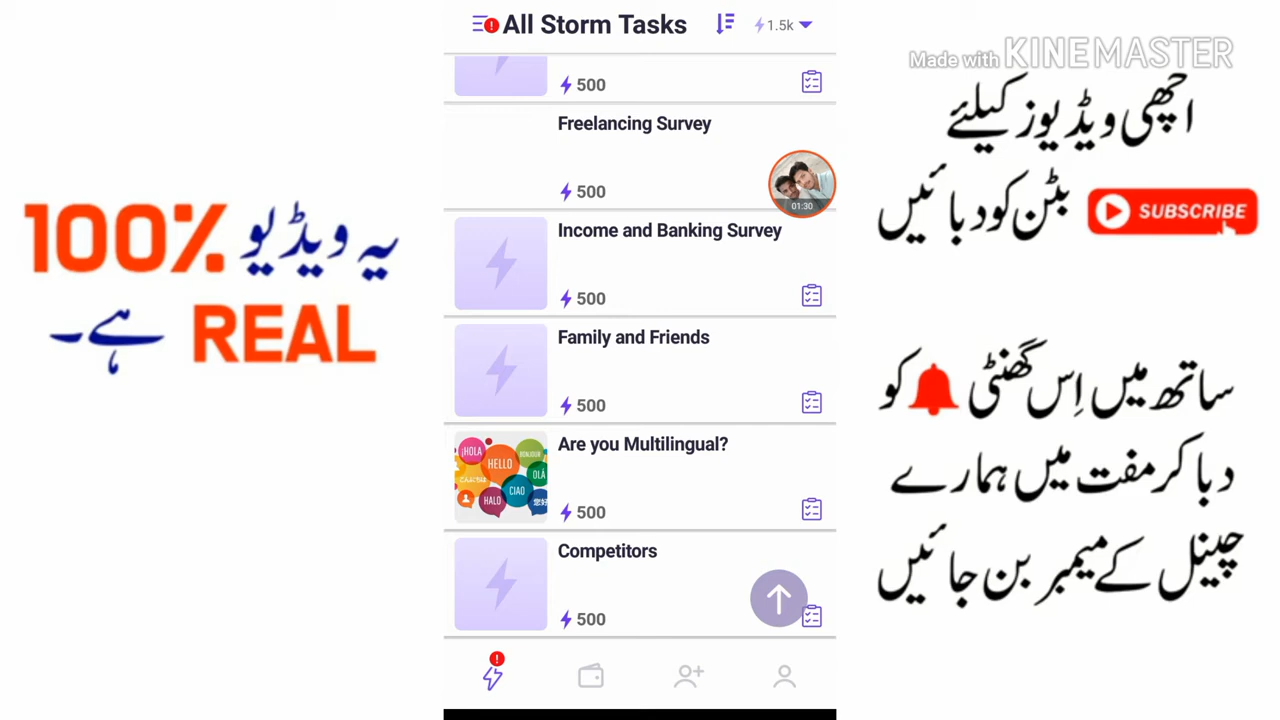 یہ ویڈیو 100%
REAL ہے۔
All Storm Tasks
1.5k
500
Freelancing Survey
500
01:30
Income and Banking Survey
500
Family and Friends
500
¡HOLA
HELLO
BONJOUR
OLÁ
CIAO
HALO
您好
Are you Multilingual?
500
Competitors
500
Made with KINEMASTER
اچھی ویڈیوز کیلئے
بٹن کو دبائیں SUBSCRIBE
ساتھ میں اِس گھنٹی کو
دبا کر مفت میں ہمارے
چینل کے میمبر بن جائیں